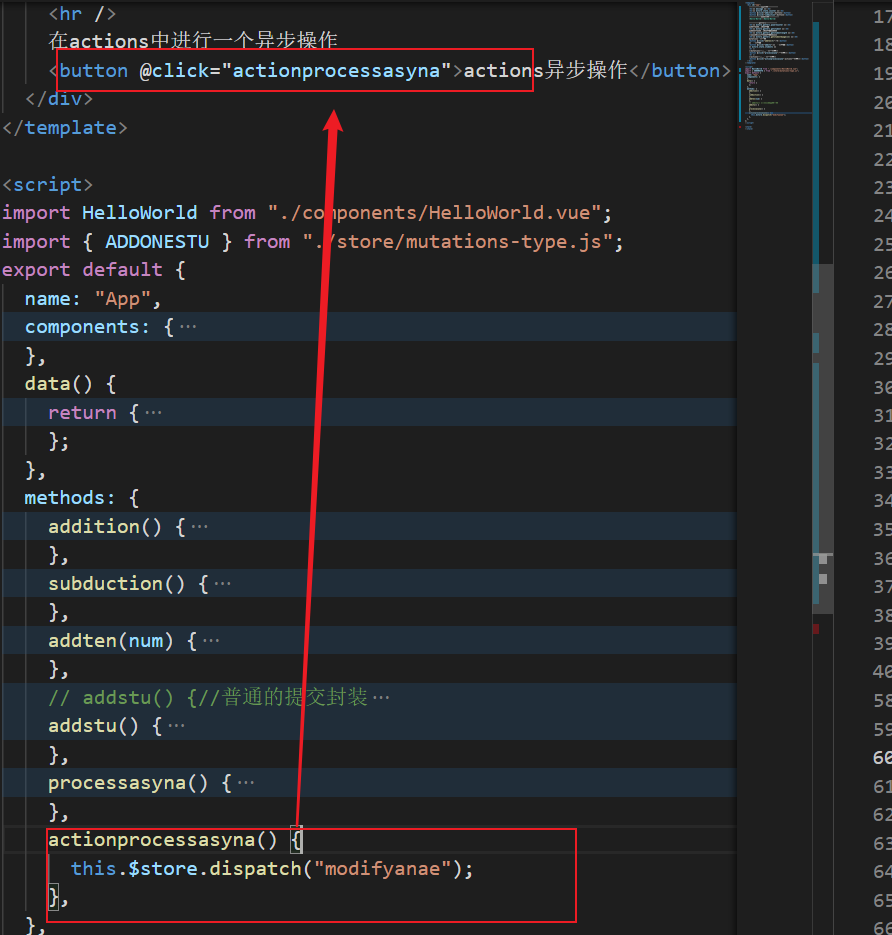 <hr />
在actions中进行一个异步操作
<button @click="actionprocessasyna">actions异步操作</button>
</div>
</template>
<script>
import HelloWorld from "./components/HelloWorld.vue";
import { ADDONESTU } from "./store/mutations-type.js";
export default {
name: "App",
components: {…
},
data() {
return {…
};
},
methods: {
addition() {…
},
subduction() {…
},
addten(num) {…
},
// addstu() {//普通的提交封装…
addstu() {…
},
processasyna() {…
},
actionprocessasyna() {
this.$store.dispatch("modifyanae");
},
},
17
18
19
20
21
22
23
24
25
26
27
28
29
30
31
32
33
34
35
36
37
38
39
40
58
59
60
61
62
63
64
65
66